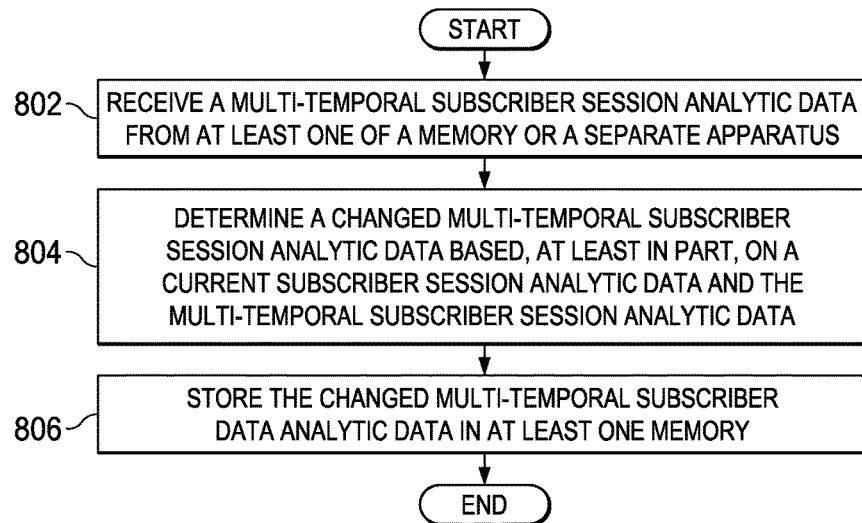 START
802
RECEIVE A MULTI-TEMPORAL SUBSCRIBER SESSION ANALYTIC DATA
FROM AT LEAST ONE OF A MEMORY OR A SEPARATE APPARATUS
804
DETERMINE A CHANGED MULTI-TEMPORAL SUBSCRIBER
SESSION ANALYTIC DATA BASED, AT LEAST IN PART, ON A
CURRENT SUBSCRIBER SESSION ANALYTIC DATA AND THE
MULTI-TEMPORAL SUBSCRIBER SESSION ANALYTIC DATA
806
STORE THE CHANGED MULTI-TEMPORAL SUBSCRIBER
DATA ANALYTIC DATA IN AT LEAST ONE MEMORY
END